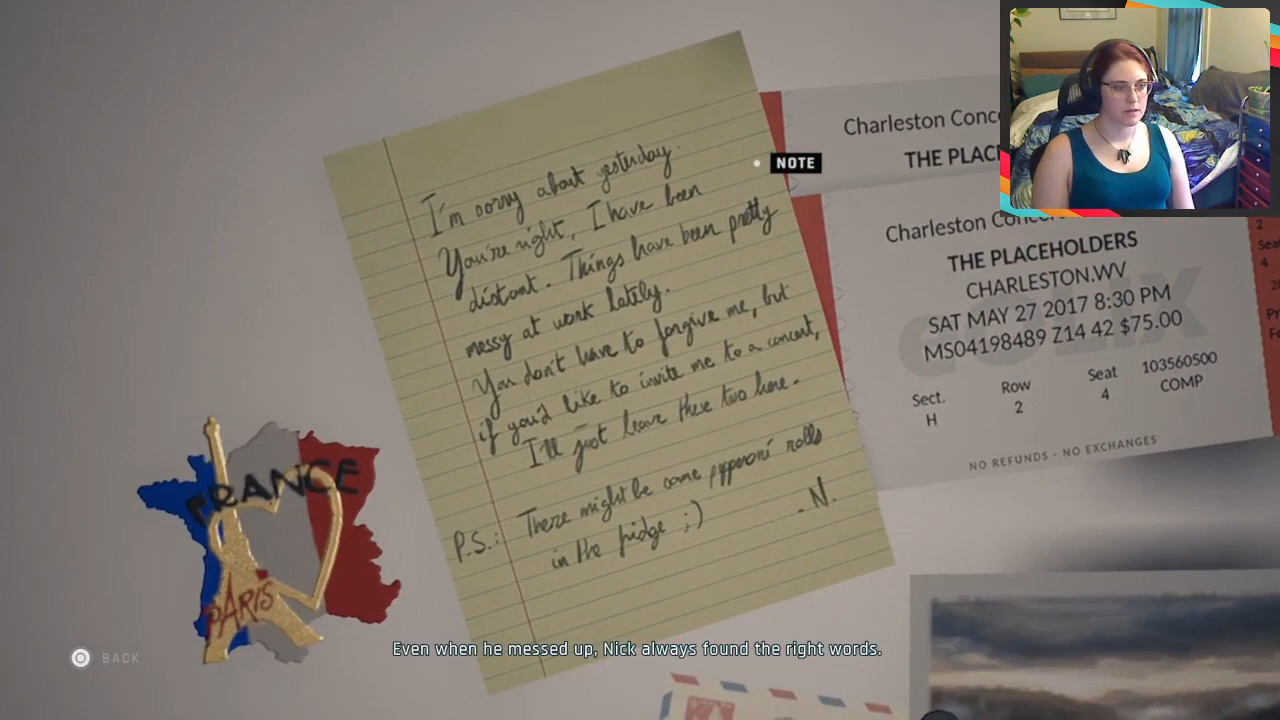 I'm sorry about yesterday.
You're right, I have been
distant. Things have been pretty
messy at work lately.
You don't have to forgive me, but
if you'd like to invite me to a concert,
I'll just leave these two here.
P.S.: There might be some pepperoni rolls
in the fridge ;)
- N.
NOTE
Charleston Conce
THE PLAC
Charleston Conce
THE PLACEHOLDERS
CHARLESTON.WV
SAT MAY 27 2017 8:30 PM
MS04198489 Z14 42 $75.00
Sect. Row Seat 103560500
H 2 4 COMP
NO REFUNDS - NO EXCHANGES
FRANCE
PARIS
Even when he messed up, Nick always found the right words.
BACK